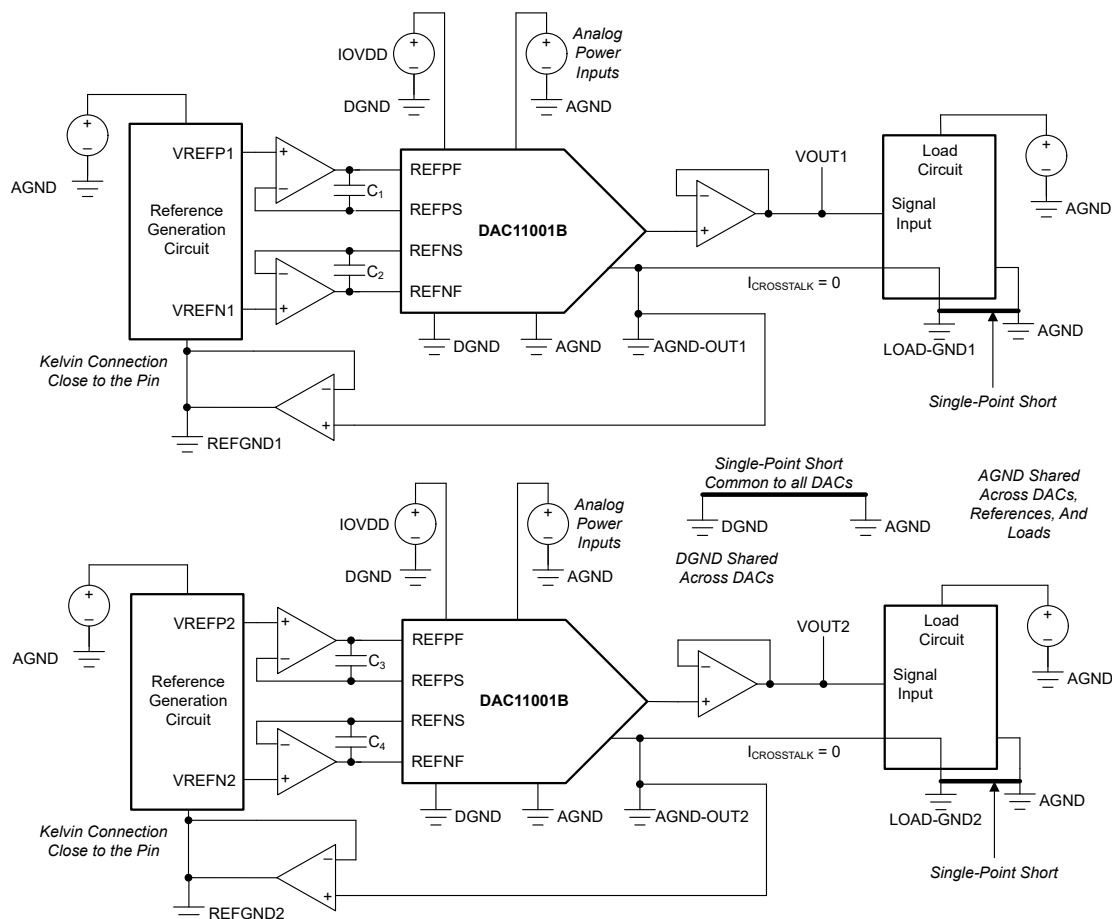 IOVDD
DGND
Analog
Power
Inputs
AGND
AGND
VREFP1
Reference
Generation
Circuit
VREFN1
C1
C2
REFPF
REFPS
REFNS
REFNF
DAC11001B
DGND
AGND
AGND-OUT1
VOUT1
Load
Circuit
Signal
Input
AGND
ICROSSTALK = 0
LOAD-GND1
AGND
Single-Point Short
Kelvin Connection
Close to the Pin
REFGND1
Single-Point Short
Common to all DACs
DGND
AGND
DGND Shared
Across DACs
AGND Shared
Across DACs,
References, And
Loads
IOVDD
DGND
Analog
Power
Inputs
AGND
AGND
VREFP2
Reference
Generation
Circuit
VREFN2
C3
C4
REFPF
REFPS
REFNS
REFNF
DAC11001B
DGND
AGND
AGND-OUT2
VOUT2
Load
Circuit
Signal
Input
AGND
ICROSSTALK = 0
LOAD-GND2
AGND
Single-Point Short
Kelvin Connection
Close to the Pin
REFGND2